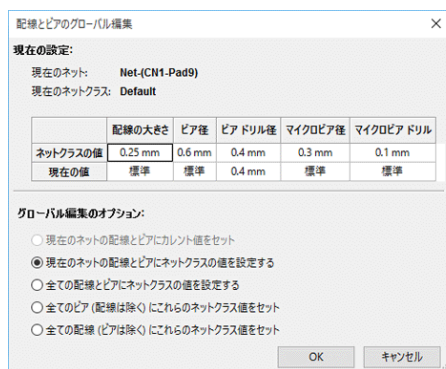 配線とビアのグローバル編集
現在の設定:
現在のネット: Net-(CN1-Pad9)
現在のネットクラス: Default
配線の大きさ ビア径 ビアドリル径 マイクロビア径 マイクロビアドリル
ネットクラスの値 0.25 mm 0.6 mm 0.4 mm 0.3 mm 0.1 mm
現在の値 標準 標準 0.4 mm 標準 標準
グローバル編集のオプション:
現在のネットの配線とビアにカレント値をセット
現在のネットの配線とビアにネットクラスの値を設定する
全ての配線とビアにネットクラスの値を設定する
全てのビア (配線は除く) にこれらのネットクラス値をセット
全ての配線 (ビアは除く) にこれらのネットクラス値をセット
OK キャンセル